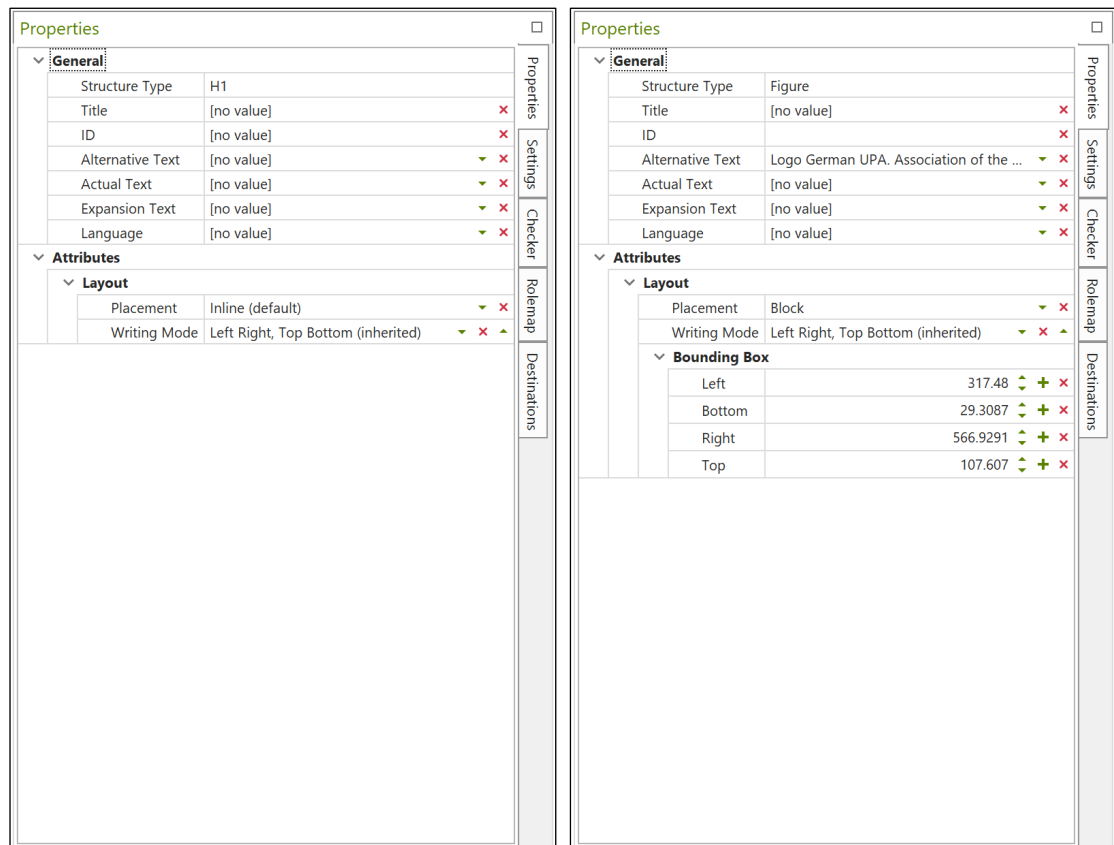 Properties
General
Structure Type H1
Title [no value]
ID [no value]
Alternative Text [no value]
Actual Text [no value]
Expansion Text [no value]
Language [no value]
Attributes
Layout
Placement Inline (default)
Writing Mode Left Right, Top Bottom (inherited)
Properties
Settings
Checker
Rolemap
Destinations
Properties
General
Structure Type Figure
Title [no value]
ID
Alternative Text Logo German UPA. Association of the ...
Actual Text [no value]
Expansion Text [no value]
Language [no value]
Attributes
Layout
Placement Block
Writing Mode Left Right, Top Bottom (inherited)
Bounding Box
Left 317.48
Bottom 29.3087
Right 566.9291
Top 107.607
Properties
Settings
Checker
Rolemap
Destinations